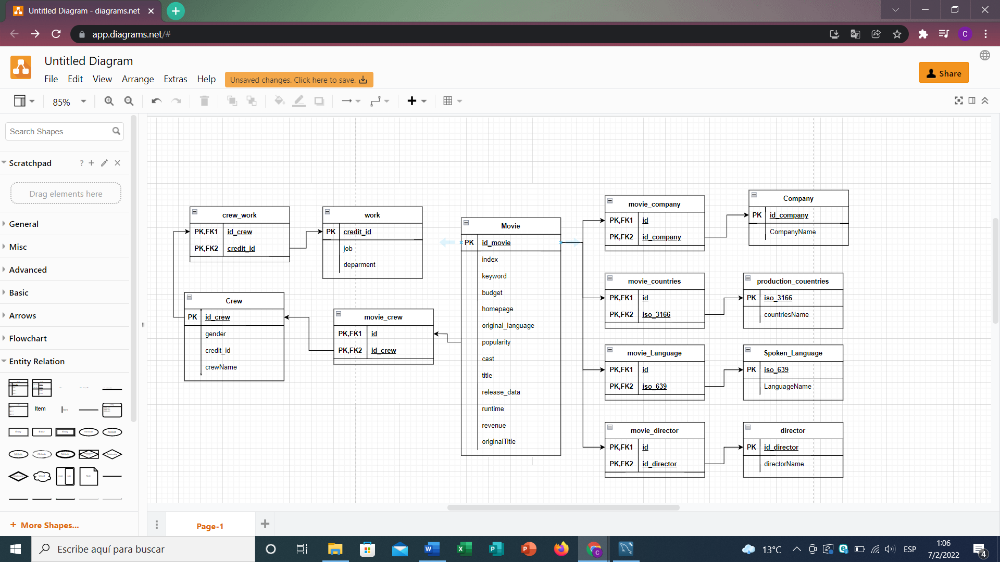 Untitled Diagram - diagrams.net
app.diagrams.net/#
C
Untitled Diagram
File Edit View Arrange Extras Help
Unsaved changes. Click here to save.
Share
85%
Search Shapes
Scratchpad
?
Drag elements here
General
Misc
Advanced
Basic
Arrows
Flowchart
Entity Relation
Item
More Shapes...
crew_work
PK,FK1 id_crew
PK,FK2 credit_id
work
PK credit_id
job
deparment
Crew
PK id_crew
gender
credit_id
crewName
movie_crew
PK,FK1 id
PK,FK2 id_crew
Movie
PK id_movie
index
keyword
budget
homepage
original_language
popularity
cast
title
release_data
runtime
revenue
originalTitle
movie_company
PK,FK1 id
PK,FK2 id_company
Company
PK id_company
CompanyName
movie_countries
PK,FK1 id
PK,FK2 iso_3166
production_couentries
PK iso_3166
countriesName
movie_Language
PK,FK1 id
PK,FK2 iso_639
Spoken_Language
PK iso_639
LanguageName
movie_director
PK,FK1 id
PK,FK2 id_director
director
PK id_director
directorName
Page-1
Escribe aquí para buscar
13°C
ESP
1:06
7/2/2022
4